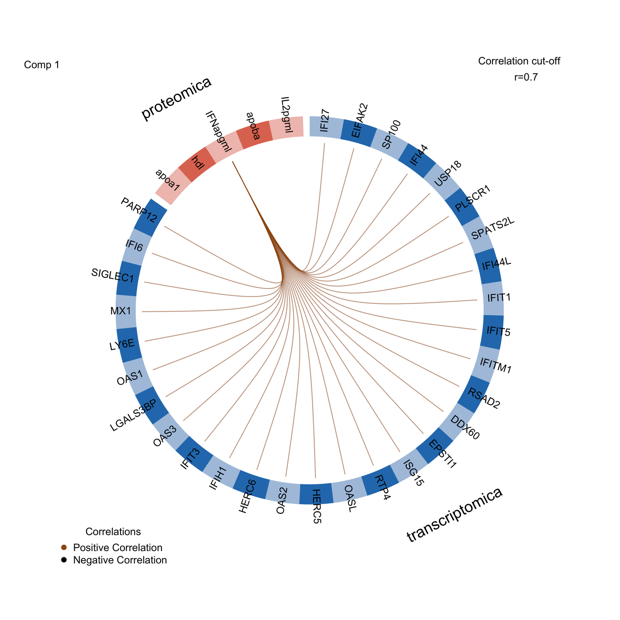 Comp 1
Correlation cut-off
r=0.7
proteomica
IL2pgml
apoba
IFNapgml
hdl
apoa1
IFI27
EIFAK2
SP100
IFI44
USP18
PLSCR1
SPATS2L
IFI44L
IFIT1
IFIT5
IFITM1
RSAD2
DDX60
EPSTI1
ISG15
RTP4
OASL
HERC5
OAS2
HERC6
IFIH1
IFIT3
OAS3
LGALS3BP
OAS1
LY6E
MX1
SIGLEC1
IFI6
PARP12
transcriptomica
Correlations
Positive Correlation
Negative Correlation